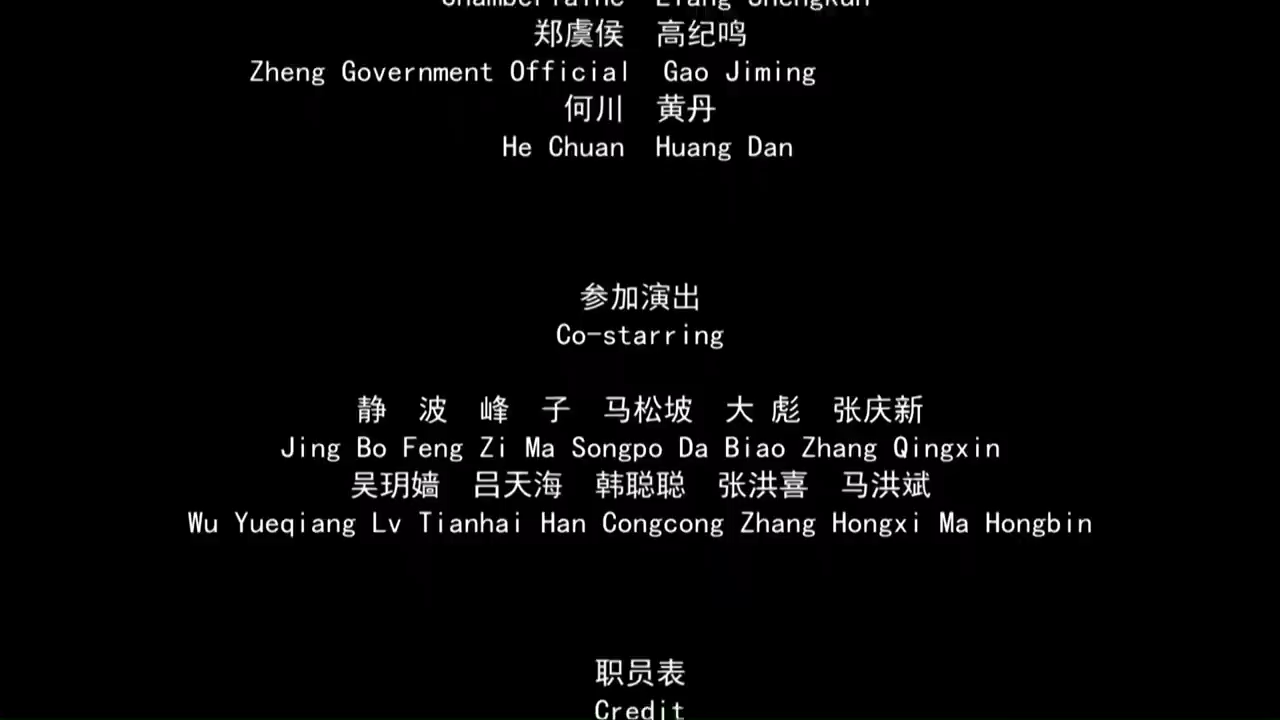 郑虞侯 高纪鸣
Zheng Government Official Gao Jiming
何川 黄丹
He Chuan Huang Dan
参加演出
Co-starring
静 波 峰 子 马松坡 大 彪 张庆新
Jing Bo Feng Zi Ma Songpo Da Biao Zhang Qingxin
吴玥嫱 吕天海 韩聪聪 张洪喜 马洪斌
Wu Yueqiang Lv Tianhai Han Congcong Zhang Hongxi Ma Hongbin
职员表
Credit